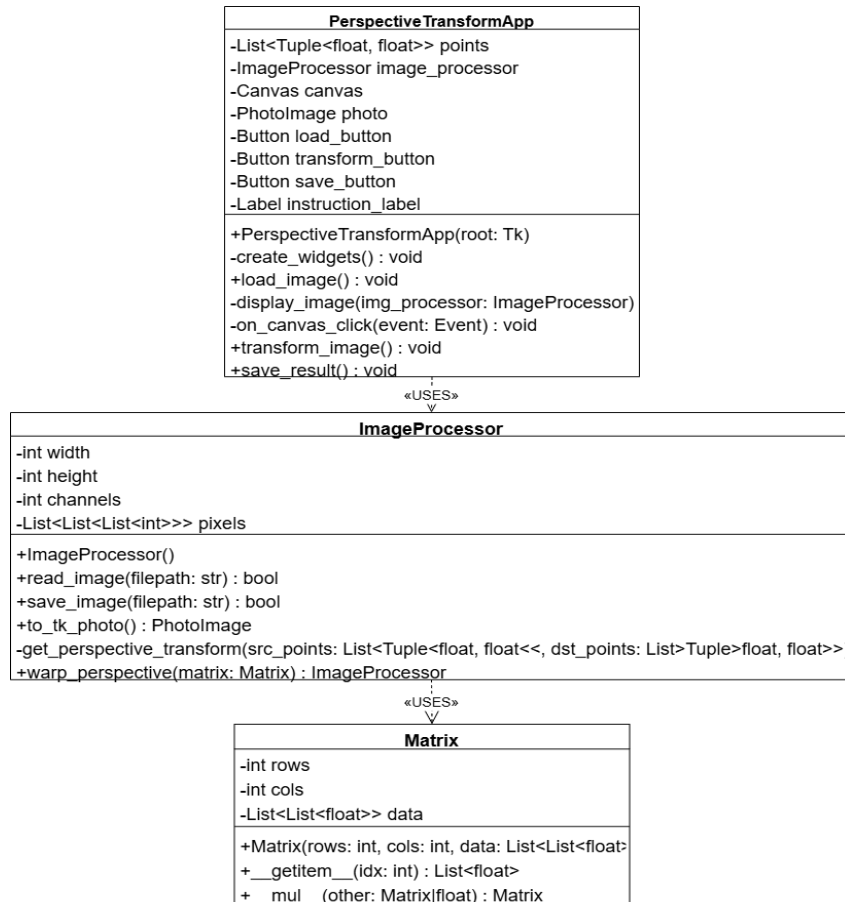 PerspectiveTransformApp
-List<Tuple<float, float>> points
-ImageProcessor image_processor
-Canvas canvas
-PhotoImage photo
-Button load_button
-Button transform_button
-Button save_button
-Label instruction_label
+PerspectiveTransformApp(root: Tk)
-create_widgets() : void
+load_image() : void
-display_image(img_processor: ImageProcessor)
-on_canvas_click(event: Event) : void
+transform_image() : void
+save_result() : void
«USES»
ImageProcessor
-int width
-int height
-int channels
-List<List<List<int>>> pixels
+ImageProcessor()
+read_image(filepath: str) : bool
+save_image(filepath: str) : bool
+to_tk_photo() : PhotoImage
-get_perspective_transform(src_points: List<Tuple<float, float<<, dst_points: List>Tuple>float, float>>
+warp_perspective(matrix: Matrix) : ImageProcessor
«USES»
Matrix
-int rows
-int cols
-List<List<float>> data
+Matrix(rows: int, cols: int, data: List<List<float>
+__getitem__(idx: int) : List<float>
+__mul__(other: Matrix|float) : Matrix